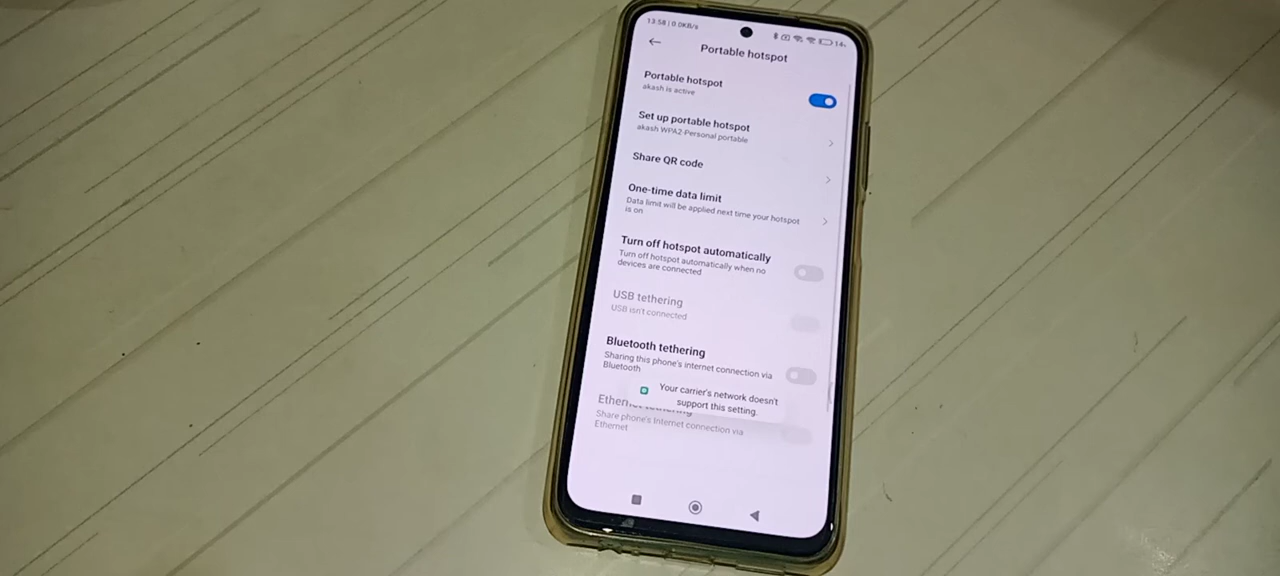 13:58 | 0.0KB/s
14
Portable hotspot
Portable hotspot
akash is active
Set up portable hotspot
akash WPA2-Personal portable
Share QR code
One-time data limit
Data limit will be applied next time your hotspot
is on
Turn off hotspot automatically
Turn off hotspot automatically when no
devices are connected
USB tethering
USB isn't connected
Bluetooth tethering
Sharing this phone's internet connection via
Bluetooth
Your carrier's network doesn't
support this setting.
Ethernet tethering
Share phone's Internet connection via
Ethernet